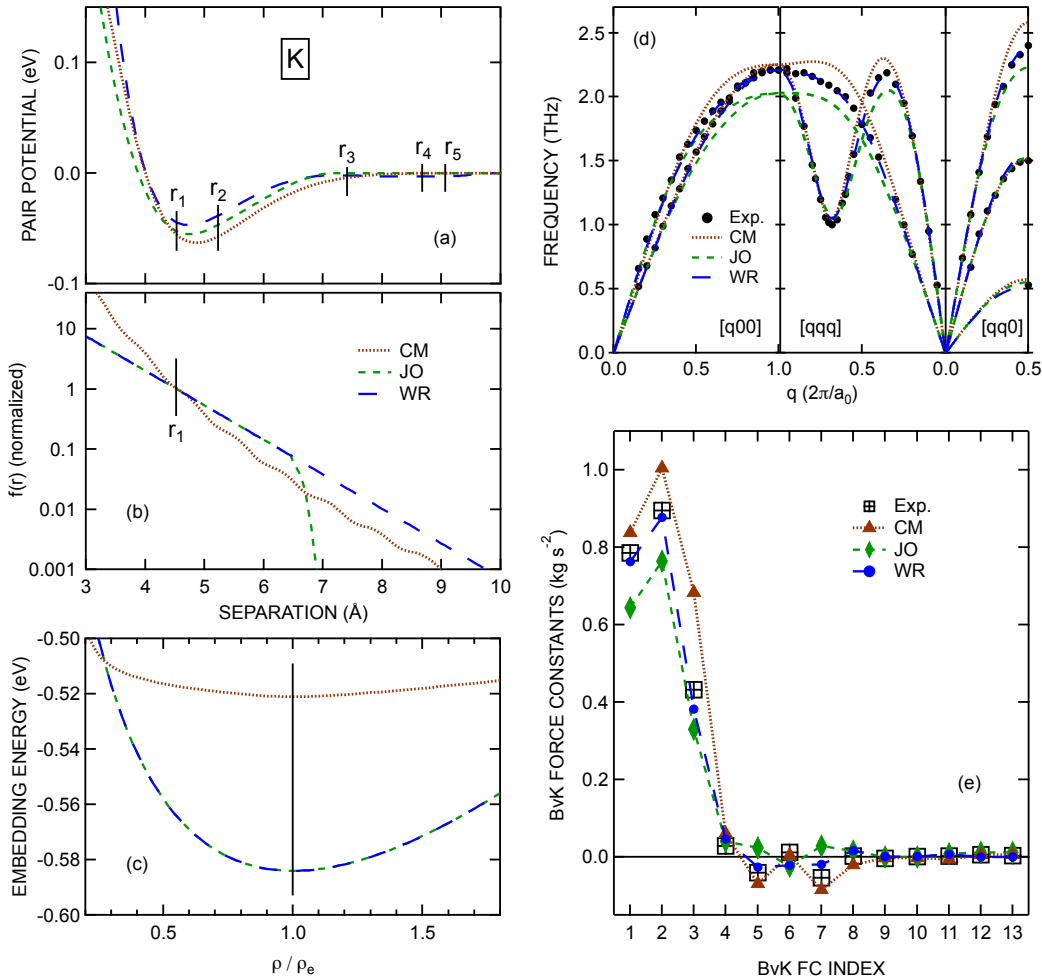 K
PAIR POTENTIAL (eV)
0.1
0.0
-0.1
r1
r2
r3
r4
r5
(a)
f(r) (normalized)
10
1
0.1
0.01
0.001
r1
CM
JO
WR
(b)
3 4 5 6 7 8 9 10
SEPARATION (Å)
EMBEDDING ENERGY (eV)
-0.50
-0.52
-0.54
-0.56
-0.58
-0.60
(c)
0.5 1.0 1.5
ρ / ρe
FREQUENCY (THz)
2.5
2.0
1.5
1.0
0.5
0.0
(d)
Exp.
CM
JO
WR
[q00] [qqq] [qq0]
0.0 0.5 1.0 0.5 0.0 0.5
q (2π/a0)
BvK FORCE CONSTANTS (kg s-2)
1.0
0.8
0.6
0.4
0.2
0.0
Exp.
CM
JO
WR
(e)
1 2 3 4 5 6 7 8 9 10 11 12 13
BvK FC INDEX